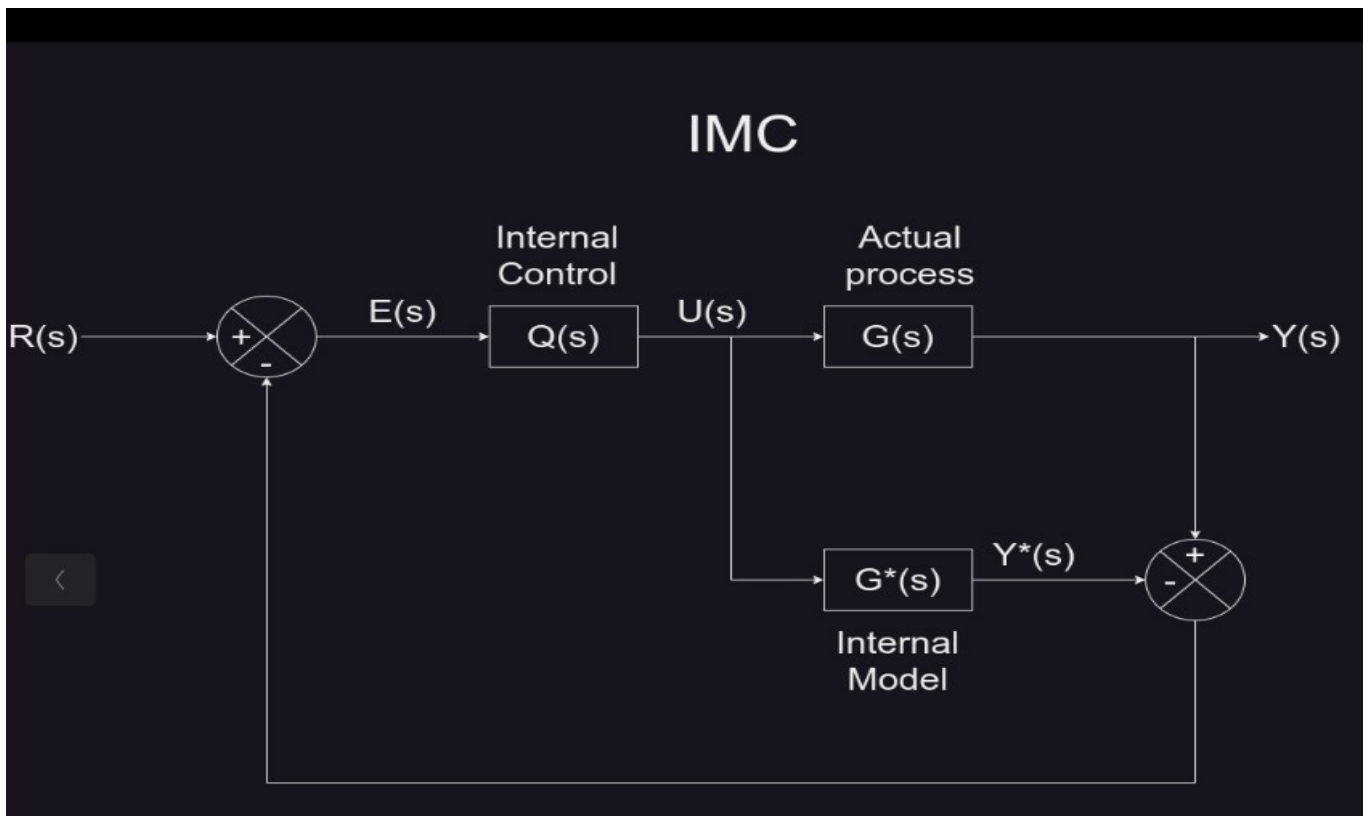 IMC
Internal
Control
Actual
process
R(s)
+
-
E(s)
Q(s)
U(s)
G(s)
Y(s)
G*(s)
Y*(s)
+
-
Internal
Model